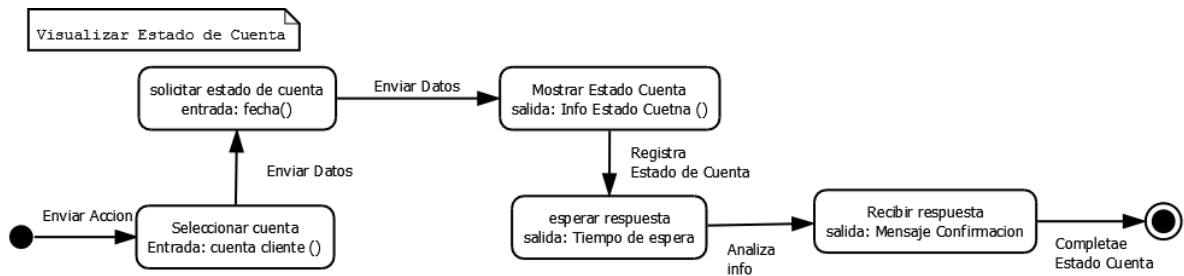 Visualizar Estado de Cuenta
solicitar estado de cuenta
entrada: fecha()
Enviar Datos
Mostrar Estado Cuenta
salida: Info Estado Cuetna ()
Enviar Datos
Registra
Estado de Cuenta
Enviar Accion
Seleccionar cuenta
Entrada: cuenta cliente ()
esperar respuesta
salida: Tiempo de espera
Analiza
info
Recibir respuesta
salida: Mensaje Confirmacion
Completae
Estado Cuenta